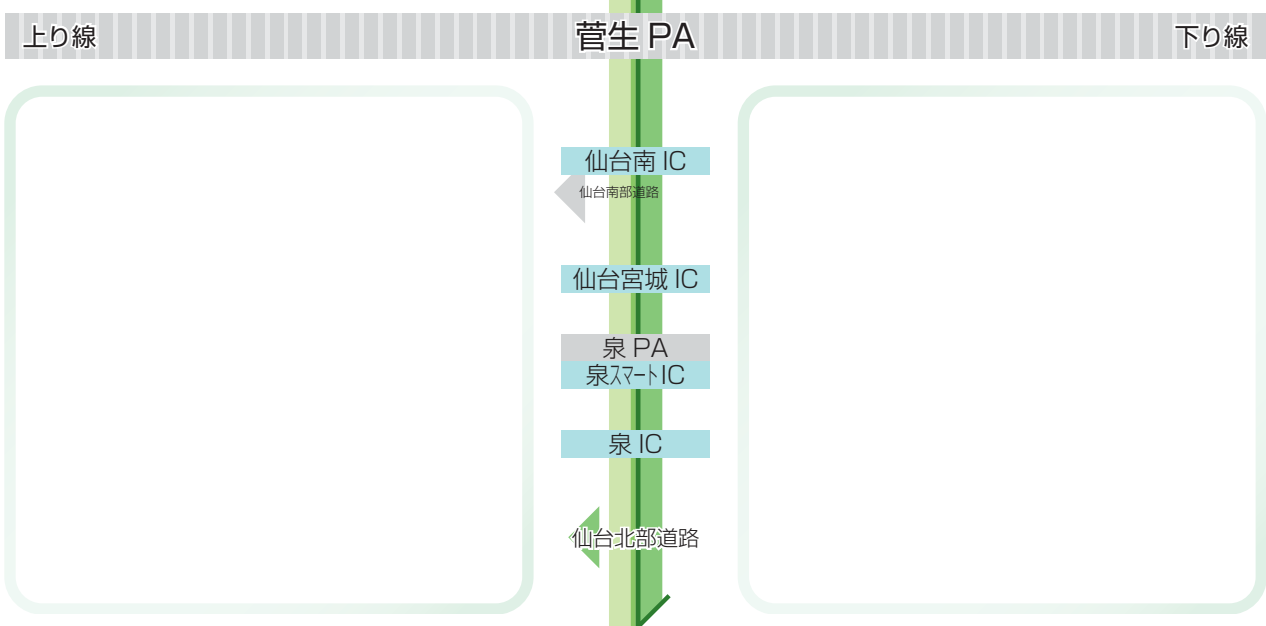 上り線
菅生 PA
下り線
仙台南 IC
仙台南部道路
仙台宮城 IC
泉 PA
泉スマートIC
泉 IC
仙台北部道路